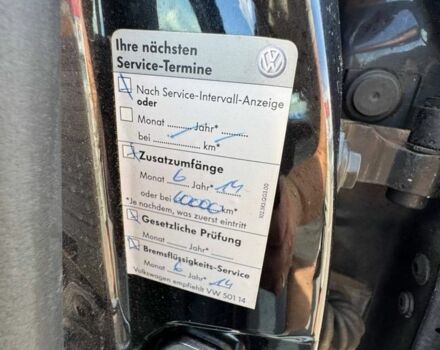 Ihre nächsten
Service-Termine
Nach Service-Intervall-Anzeige
oder
Monat ........ Jahr* ........
bei ........ km*
Zusatzumfänge
Monat 6 Jahr* 14
oder bei 60000 km*
*Je nachdem, was zuerst eintritt
Gesetzliche Prüfung
Monat ____ Jahr* ____
Bremsflüssigkeits-Service
Monat 6 Jahr 14
Volkswagen empfiehlt VW 501 14